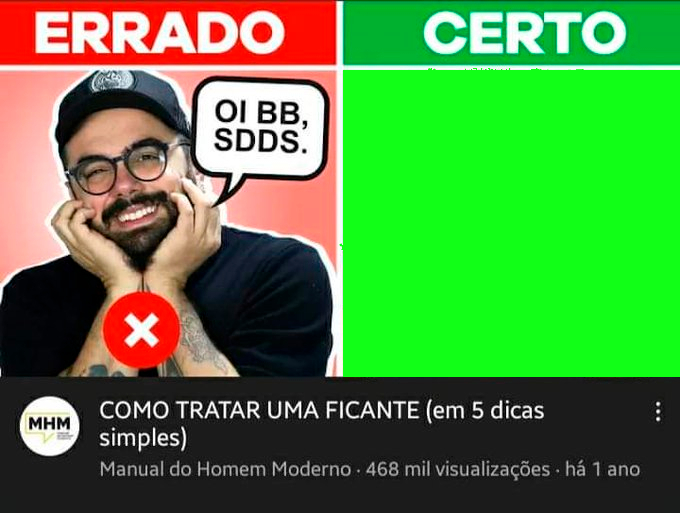 ERRADO
CERTO
OI BB,
SDDS.
MHM
COMO TRATAR UMA FICANTE (em 5 dicas
simples)
Manual do Homem Moderno · 468 mil visualizações · há 1 ano